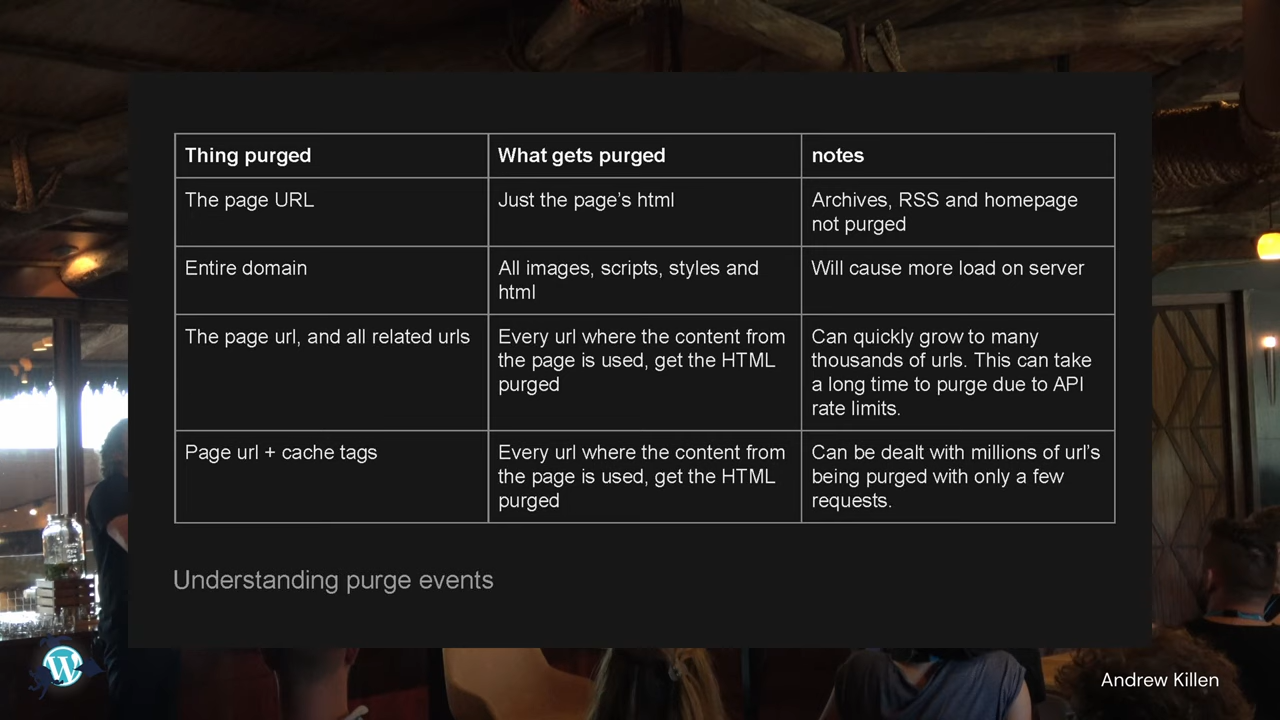 Thing purged
What gets purged
notes
The page URL
Just the page’s html
Archives, RSS and homepage
not purged
Entire domain
All images, scripts, styles and
html
Will cause more load on server
The page url, and all related urls
Every url where the content from
the page is used, get the HTML
purged
Can quickly grow to many
thousands of urls. This can take
a long time to purge due to API
rate limits.
Page url + cache tags
Every url where the content from
the page is used, get the HTML
purged
Can be dealt with millions of url’s
being purged with only a few
requests.
Understanding purge events
W
Andrew Killen